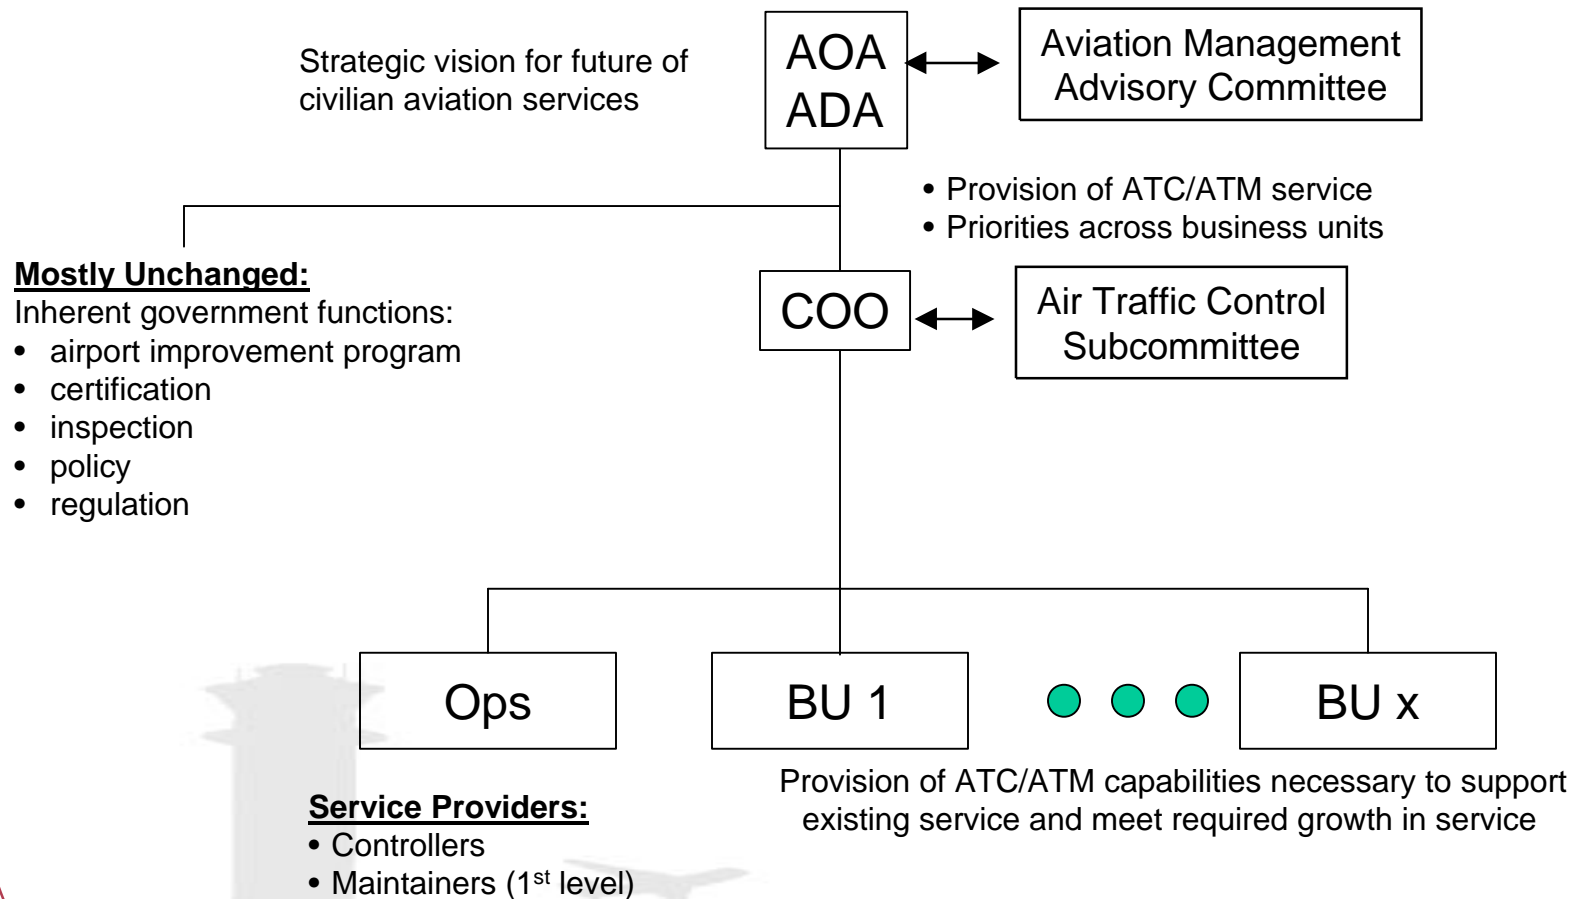 Strategic vision for future of
civilian aviation services
AOA
ADA
Aviation Management
Advisory Committee
• Provision of ATC/ATM service
• Priorities across business units
Mostly Unchanged:
Inherent government functions:
• airport improvement program
• certification
• inspection
• policy
• regulation
COO
Air Traffic Control
Subcommittee
Ops
BU 1
BU x
Service Providers:
• Controllers
• Maintainers (1st level)
Provision of ATC/ATM capabilities necessary to support
existing service and meet required growth in service